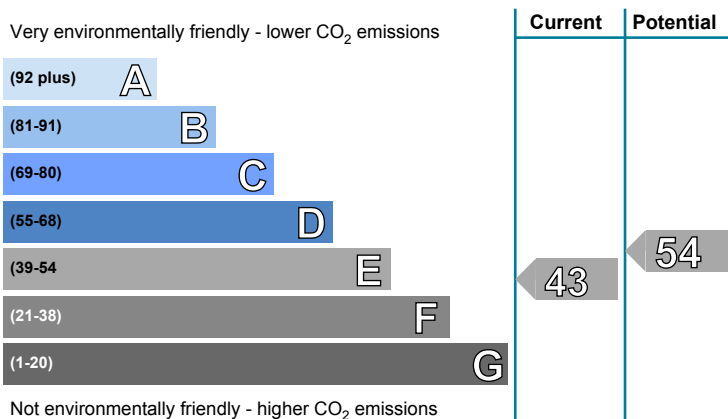 Very environmentally friendly - lower CO2 emissions
Current
Potential
(92 plus) A
(81-91) B
(69-80) C
(55-68) D
(39-54 E
(21-38) F
(1-20) G
43
54
Not environmentally friendly - higher CO2 emissions